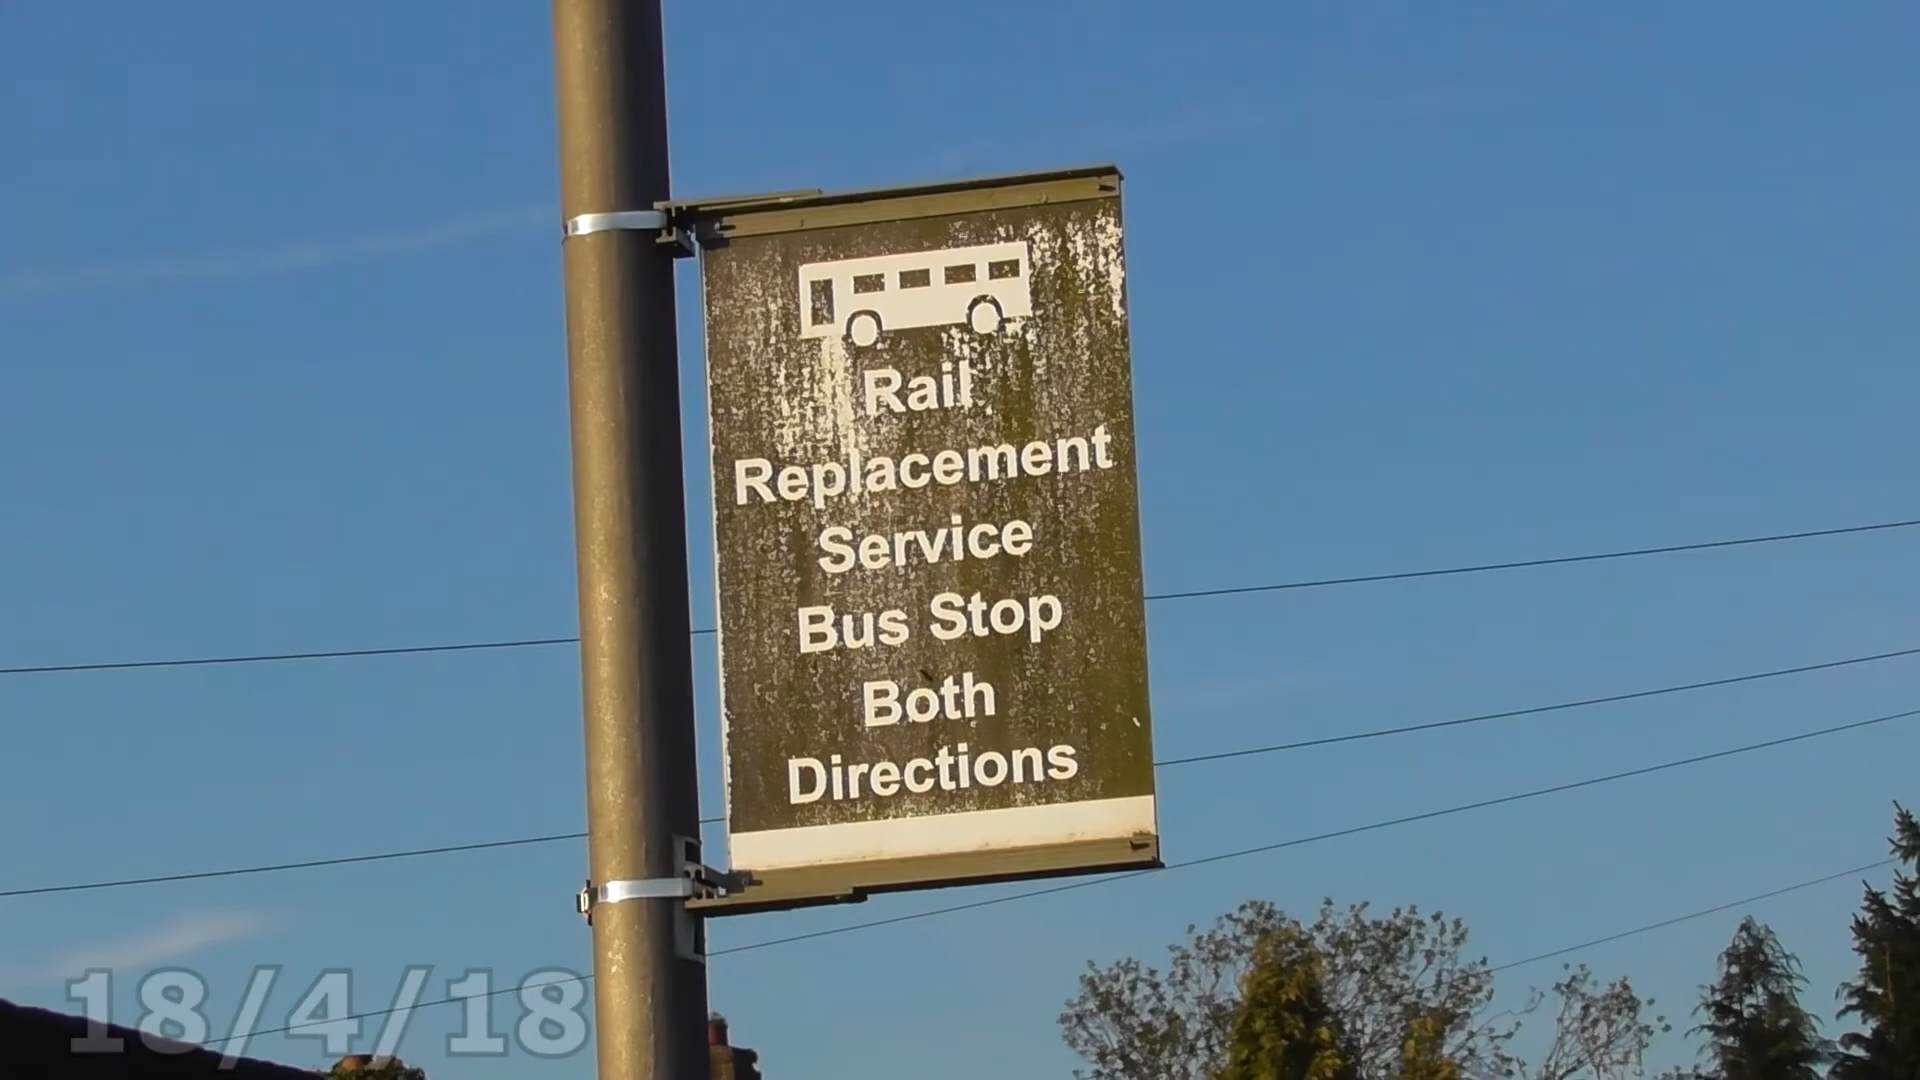 Rail
Replacement
Service
Bus Stop
Both
Directions
18/4/18